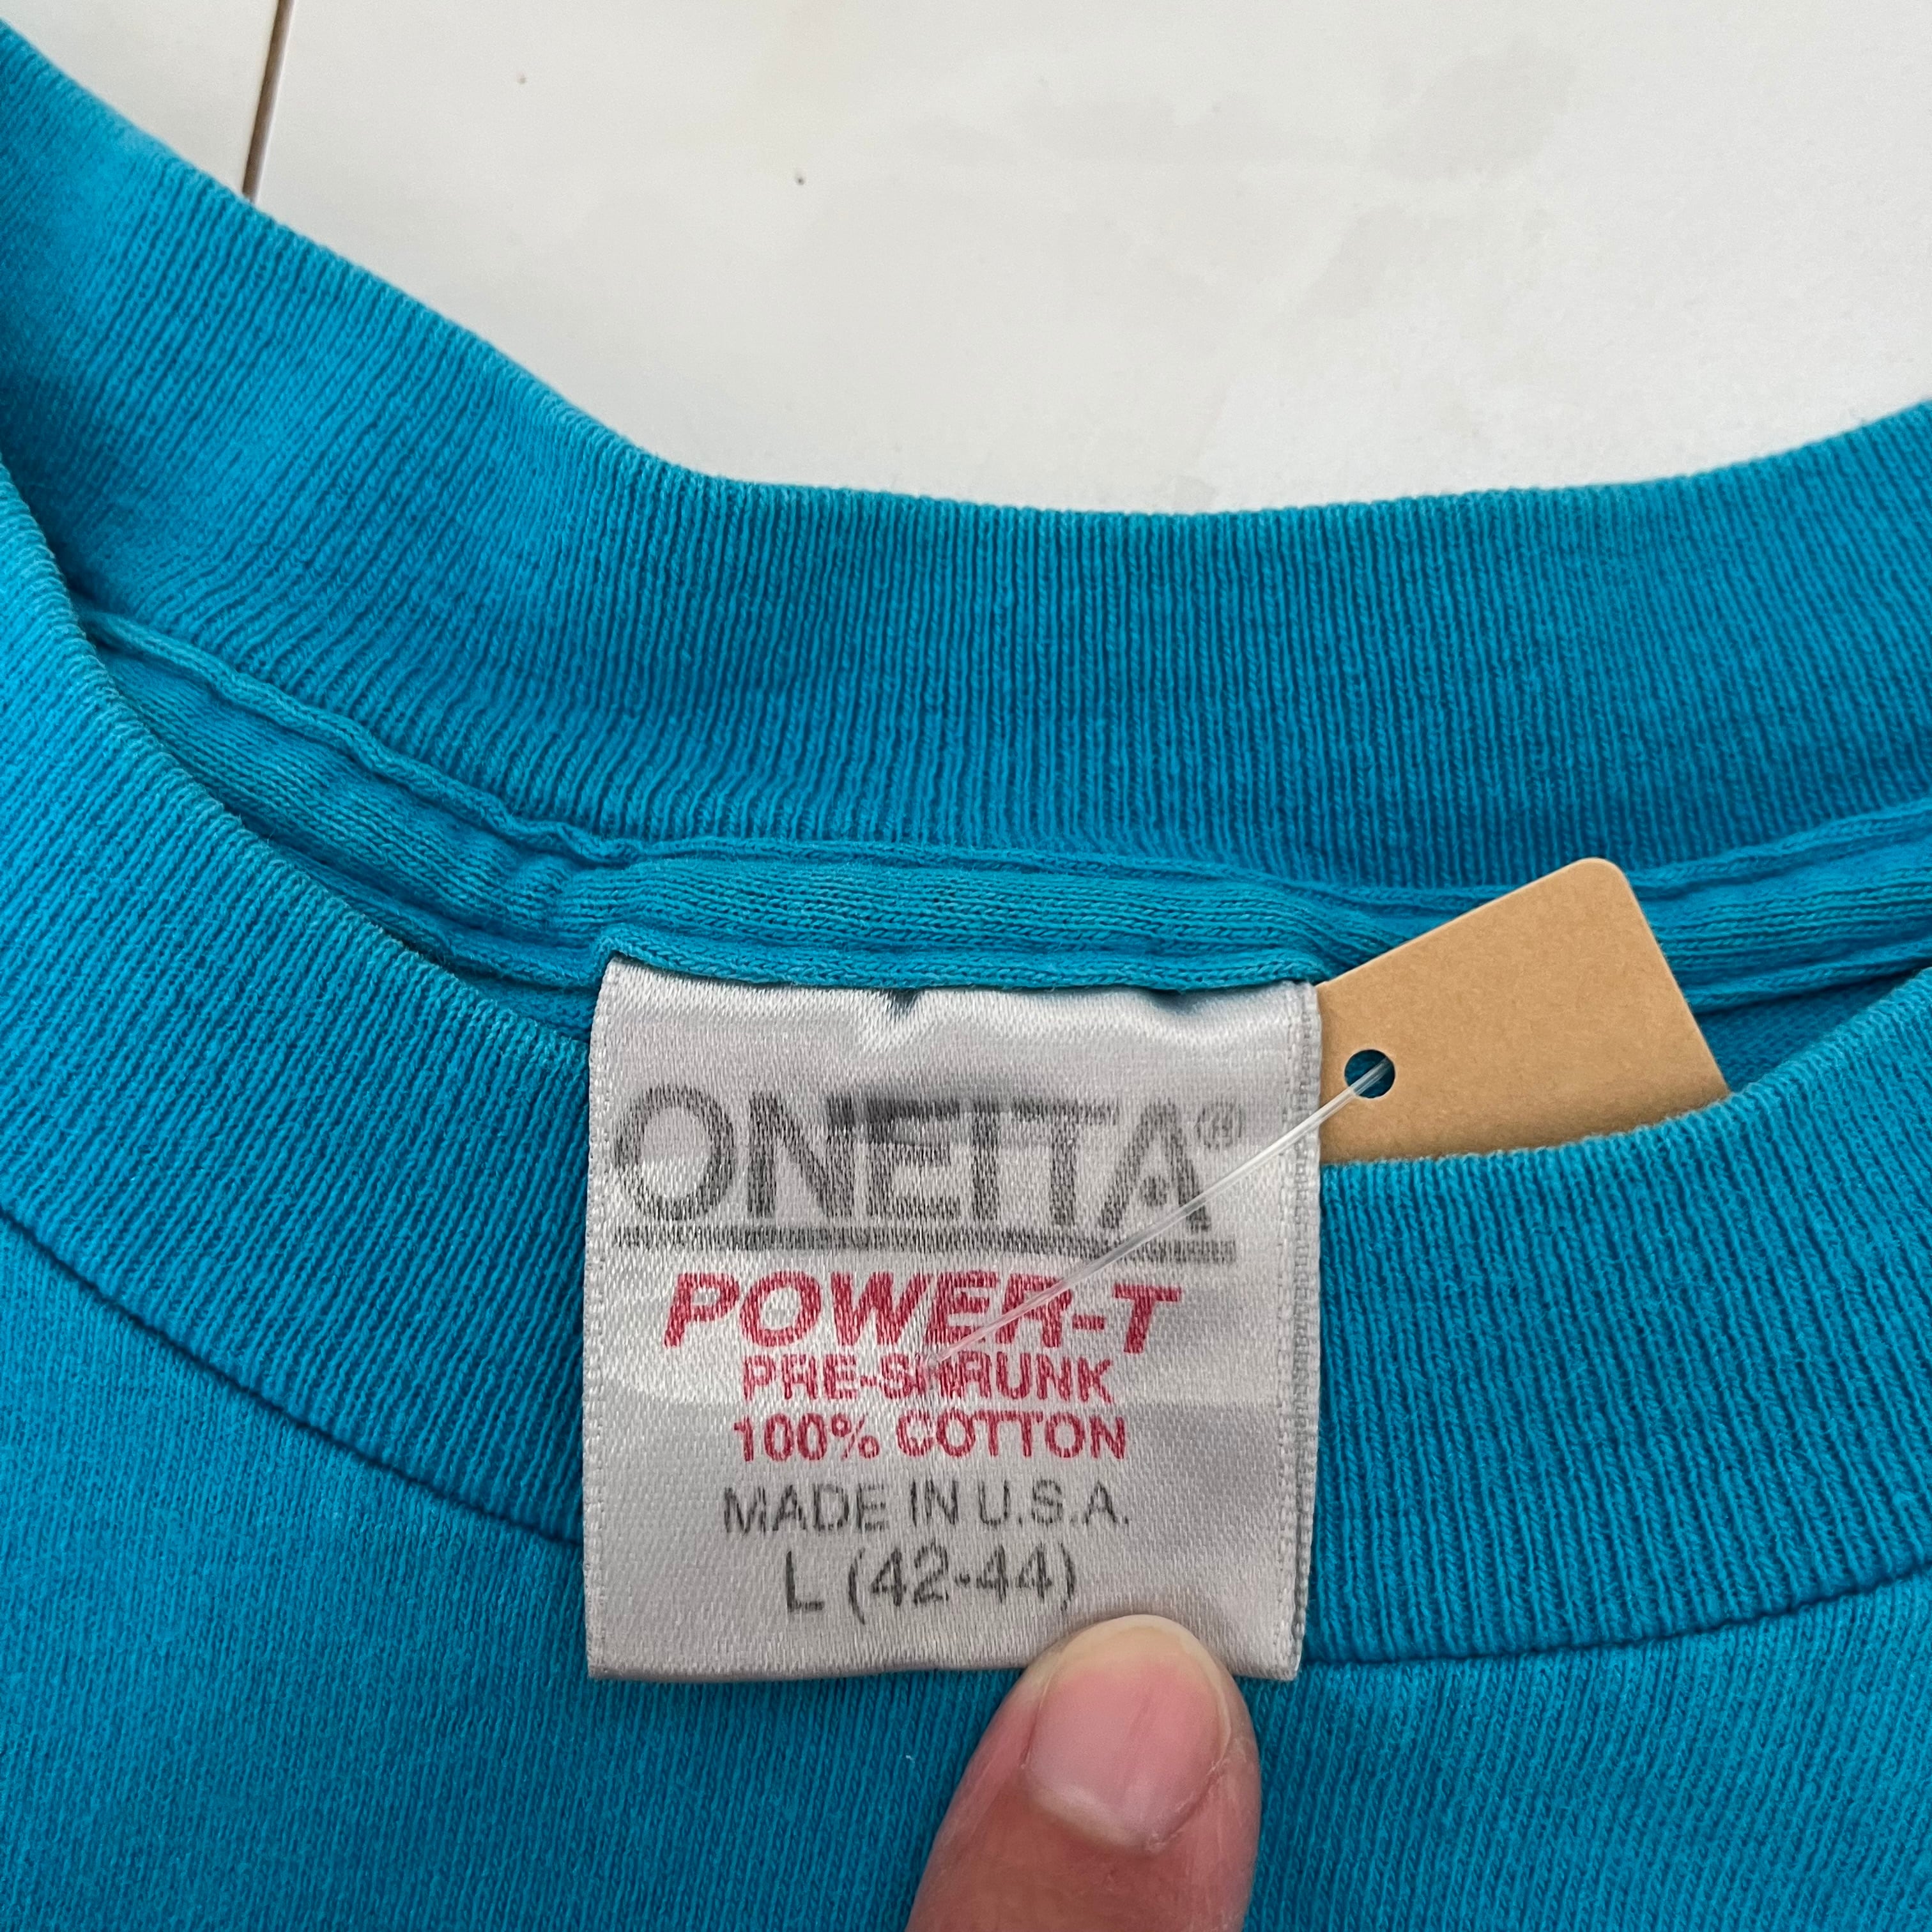 ONEITA®
POWER-T
PRE-SHRUNK
100% COTTON
MADE IN U.S.A.
L (42-44)